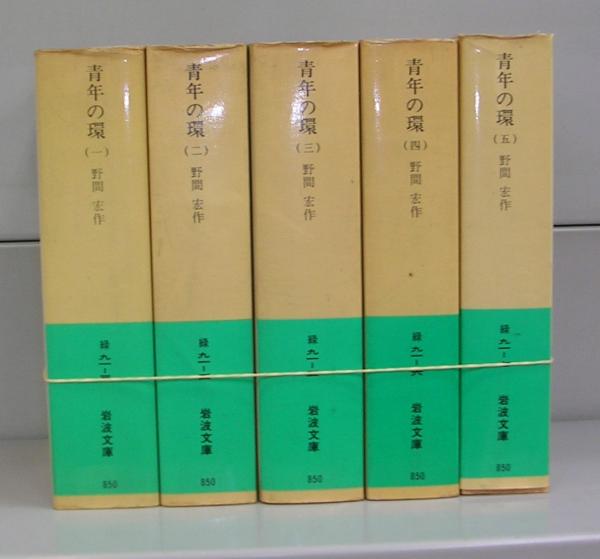 青年の環
(一)
野間 宏作
緑九一-
岩波文庫
850
青年の環
(二)
野間 宏作
緑九一-
岩波文庫
850
青年の環
(三)
野間 宏作
緑九一-
岩波文庫
850
青年の環
(四)
野間 宏作
緑九一-六
岩波文庫
850
青年の環
(五)
野間 宏作
緑九一-
岩波文庫
850